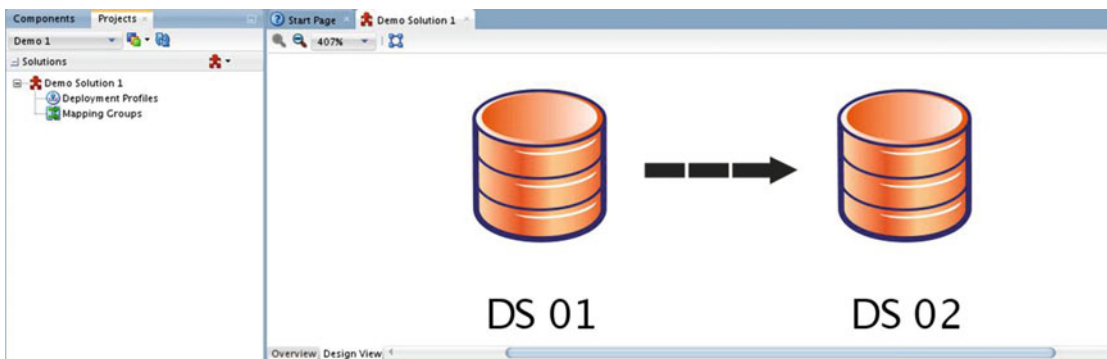 Components Projects
Start Page Demo Solution 1
Demo 1
407%
Solutions
Demo Solution 1
Deployment Profiles
Mapping Groups
DS 01 DS 02
Overview Design View